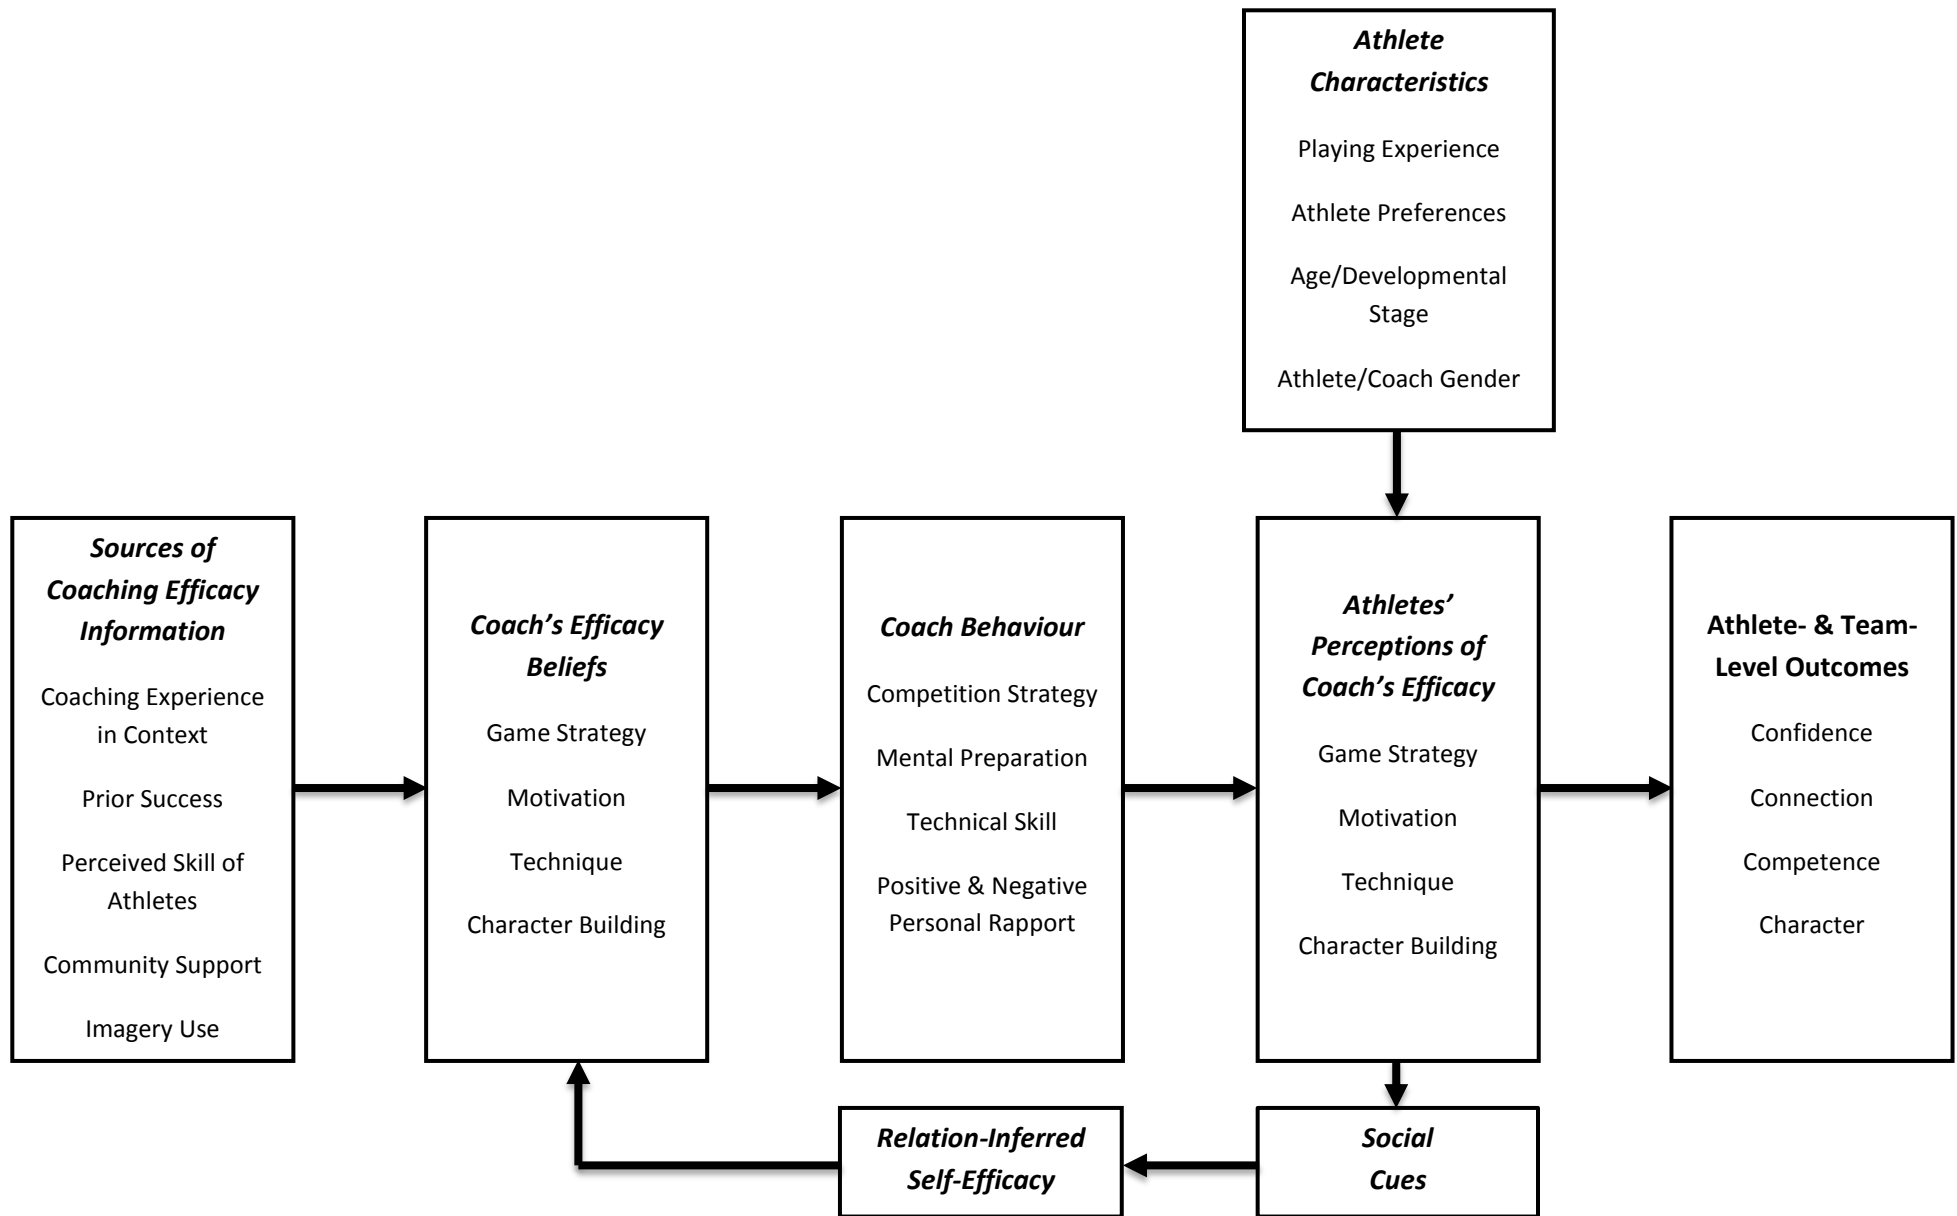 Athlete
Characteristics
Playing Experience
Athlete Preferences
Age/Developmental
Stage
Athlete/Coach Gender
Sources of
Coaching Efficacy
Information
Coaching Experience
in Context
Prior Success
Perceived Skill of
Athletes
Community Support
Imagery Use
Coach’s Efficacy
Beliefs
Game Strategy
Motivation
Technique
Character Building
Coach Behaviour
Competition Strategy
Mental Preparation
Technical Skill
Positive & Negative
Personal Rapport
Athletes’
Perceptions of
Coach’s Efficacy
Game Strategy
Motivation
Technique
Character Building
Athlete- & Team-
Level Outcomes
Confidence
Connection
Competence
Character
Relation-Inferred
Self-Efficacy
Social
Cues